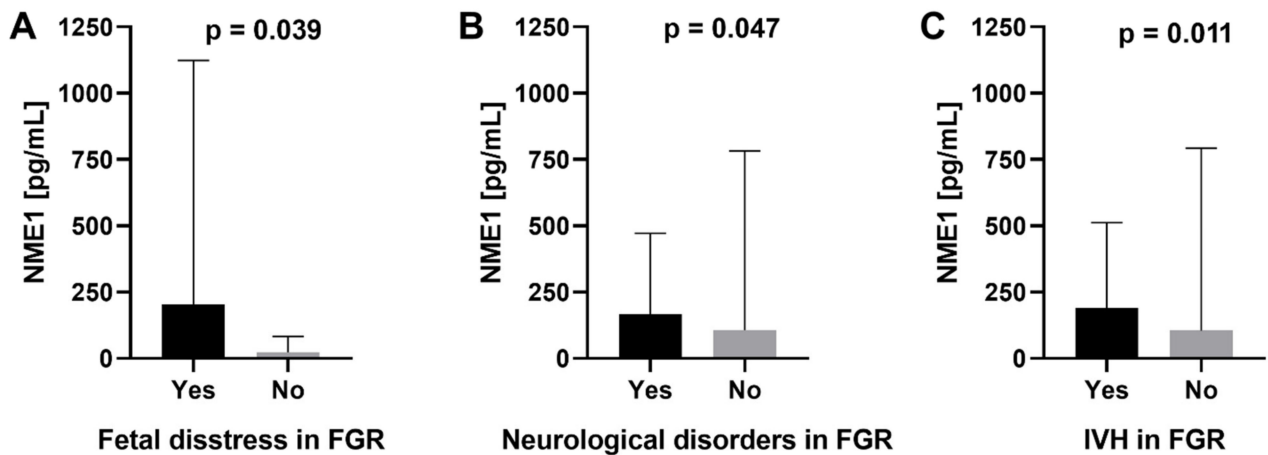 A
p = 0.039
NME1 [pg/mL]
1250
1000
750
500
250
0
Yes No
Fetal disstress in FGR
B
p = 0.047
NME1 [pg/mL]
1250
1000
750
500
250
0
Yes No
Neurological disorders in FGR
C
p = 0.011
NME1 [pg/mL]
1250
1000
750
500
250
0
Yes No
IVH in FGR